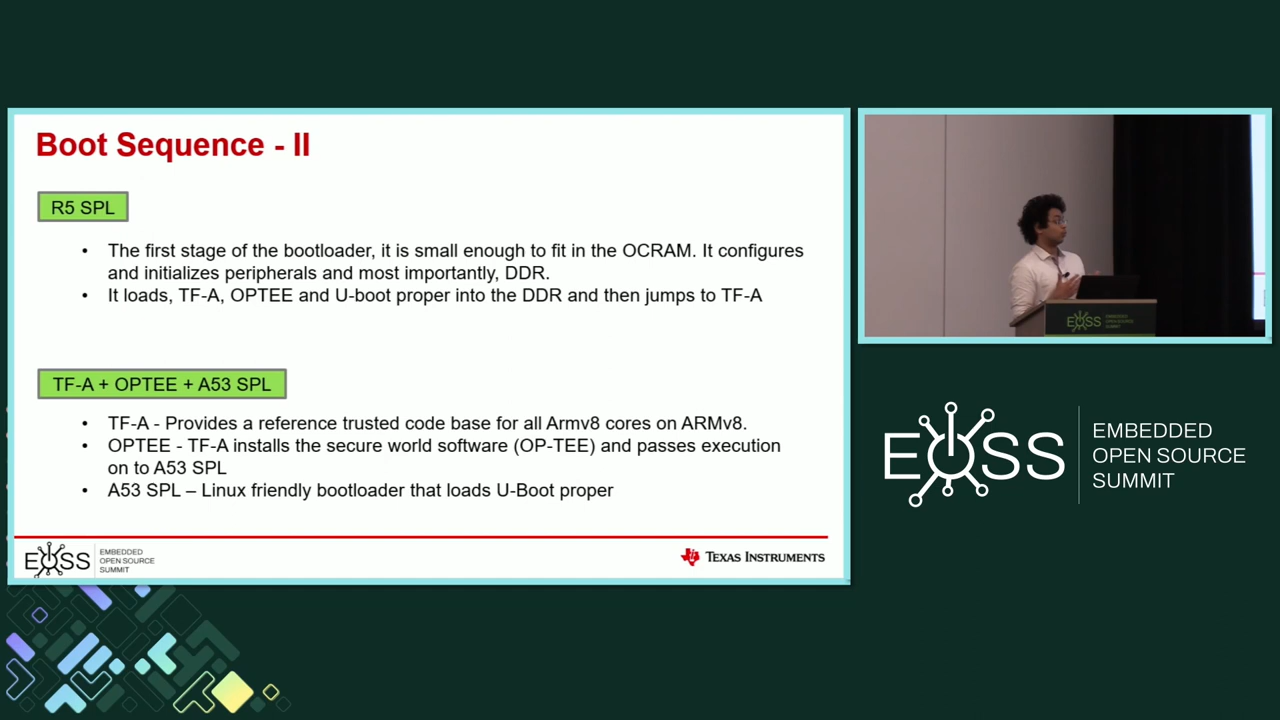 Boot Sequence - II
R5 SPL
• The first stage of the bootloader, it is small enough to fit in the OCRAM. It configures
and initializes peripherals and most importantly, DDR.
• It loads, TF-A, OPTEE and U-boot proper into the DDR and then jumps to TF-A
TF-A + OPTEE + A53 SPL
• TF-A - Provides a reference trusted code base for all Armv8 cores on ARMv8.
• OPTEE - TF-A installs the secure world software (OP-TEE) and passes execution
on to A53 SPL
• A53 SPL – Linux friendly bootloader that loads U-Boot proper
EOSS
EMBEDDED
OPEN SOURCE
SUMMIT
TEXAS INSTRUMENTS
EOSS
EMBEDDED
OPEN SOURCE
SUMMIT
EOSS
EMBEDDED
OPEN SOURCE
SUMMIT